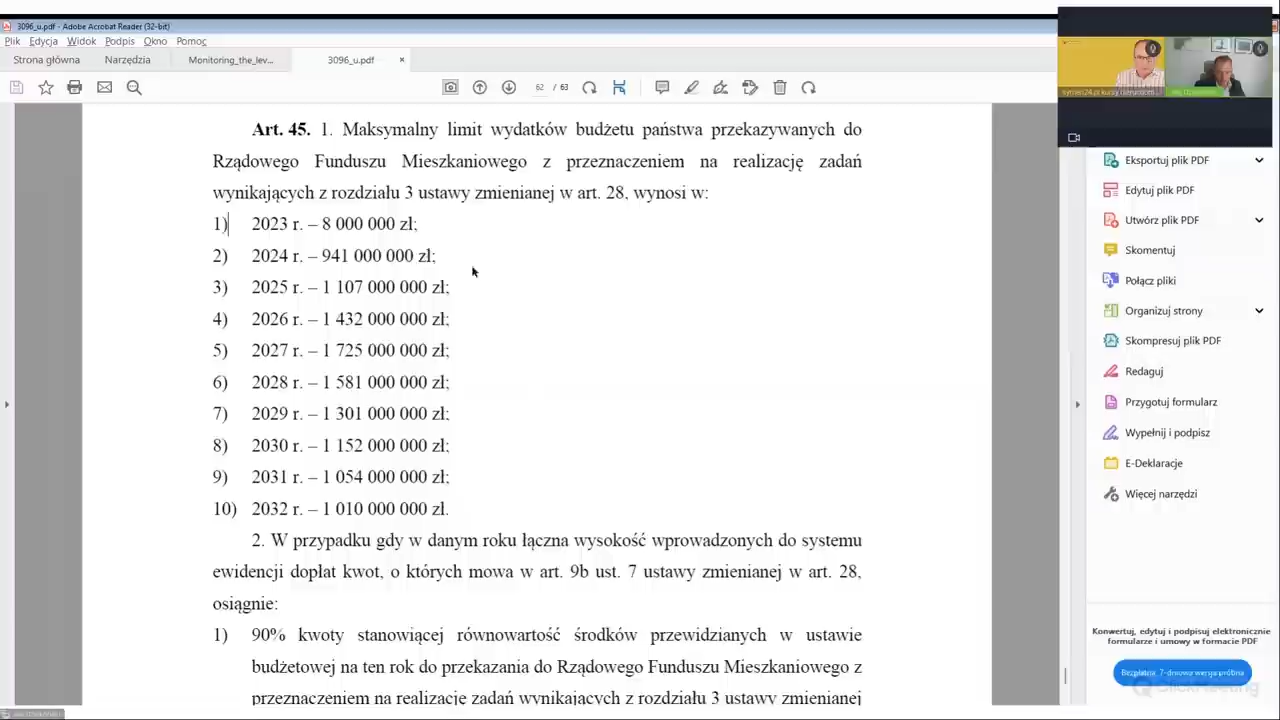 3096_u.pdf - Adobe Acrobat Reader (32-bit)
Plik Edycja Widok Podpis Okno Pomoc
Strona główna Narzędzia Monitoring_the_lev... 3096_u.pdf ×
62 / 63
Art. 45. 1. Maksymalny limit wydatków budżetu państwa przekazywanych do
Rządowego Funduszu Mieszkaniowego z przeznaczeniem na realizację zadań
wynikających z rozdziału 3 ustawy zmienianej w art. 28, wynosi w:
1) 2023 r. – 8 000 000 zł;
2) 2024 r. – 941 000 000 zł;
3) 2025 r. – 1 107 000 000 zł;
4) 2026 r. – 1 432 000 000 zł;
5) 2027 r. – 1 725 000 000 zł;
6) 2028 r. – 1 581 000 000 zł;
7) 2029 r. – 1 301 000 000 zł;
8) 2030 r. – 1 152 000 000 zł;
9) 2031 r. – 1 054 000 000 zł;
10) 2032 r. – 1 010 000 000 zł.
2. W przypadku gdy w danym roku łączna wysokość wprowadzonych do systemu
ewidencji dopłat kwot, o których mowa w art. 9b ust. 7 ustawy zmienianej w art. 28,
osiągnie:
1) 90% kwoty stanowiącej równowartość środków przewidzianych w ustawie
budżetowej na ten rok do przekazania do Rządowego Funduszu Mieszkaniowego z
przeznaczeniem na realizację zadań wynikających z rozdziału 3 ustawy zmienianej
Eksportuj plik PDF
Edytuj plik PDF
Utwórz plik PDF
Skomentuj
Połącz pliki
Organizuj strony
Skompresuj plik PDF
Redaguj
Przygotuj formularz
Wypełnij i podpisz
E-Deklaracje
Więcej narzędzi
Konwertuj, edytuj i podpisuj elektronicznie
formularze i umowy w formacie PDF
Bezpłatna 7-dniowa wersja próbna
ClickMeeting